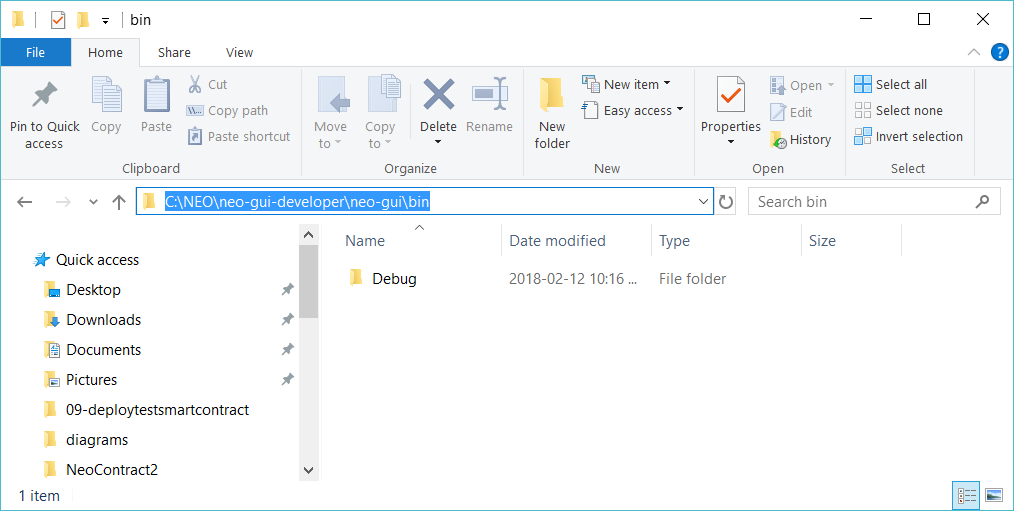 bin
File Home Share View
Pin to Quick access
Copy
Paste
Cut
Copy path
Paste shortcut
Clipboard
Move to
Copy to
Delete
Rename
Organize
New folder
New item
Easy access
New
Properties
Open
Edit
History
Open
Select all
Select none
Invert selection
Select
C:\NEO\neo-gui-developer\neo-gui\bin
Search bin
Name Date modified Type Size
Debug 2018-02-12 10:16 ... File folder
Quick access
Desktop
Downloads
Documents
Pictures
09-deploytestsmartcontract
diagrams
NeoContract2
1 item